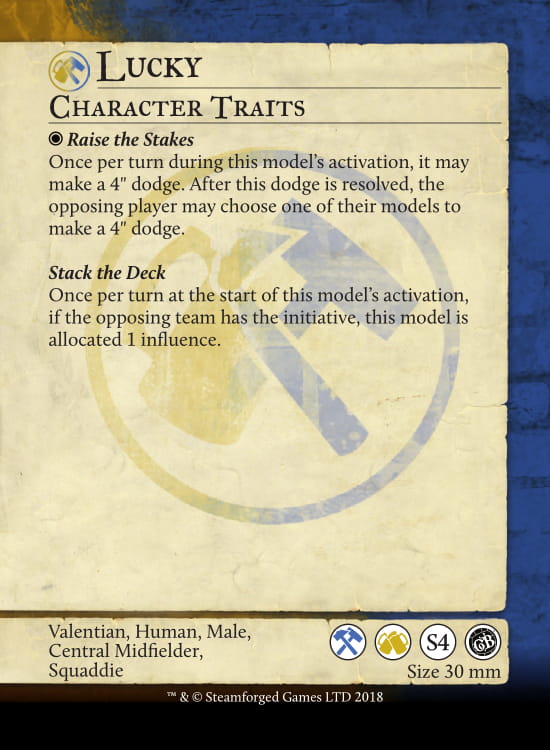 Lucky
Character Traits
Raise the Stakes
Once per turn during this model's activation, it may
make a 4" dodge. After this dodge is resolved, the
opposing player may choose one of their models to
make a 4" dodge.
Stack the Deck
Once per turn at the start of this model's activation,
if the opposing team has the initiative, this model is
allocated 1 influence.
Valentian, Human, Male,
Central Midfielder,
Squaddie
S4
GB
Size 30 mm
™ & © Steamforged Games LTD 2018